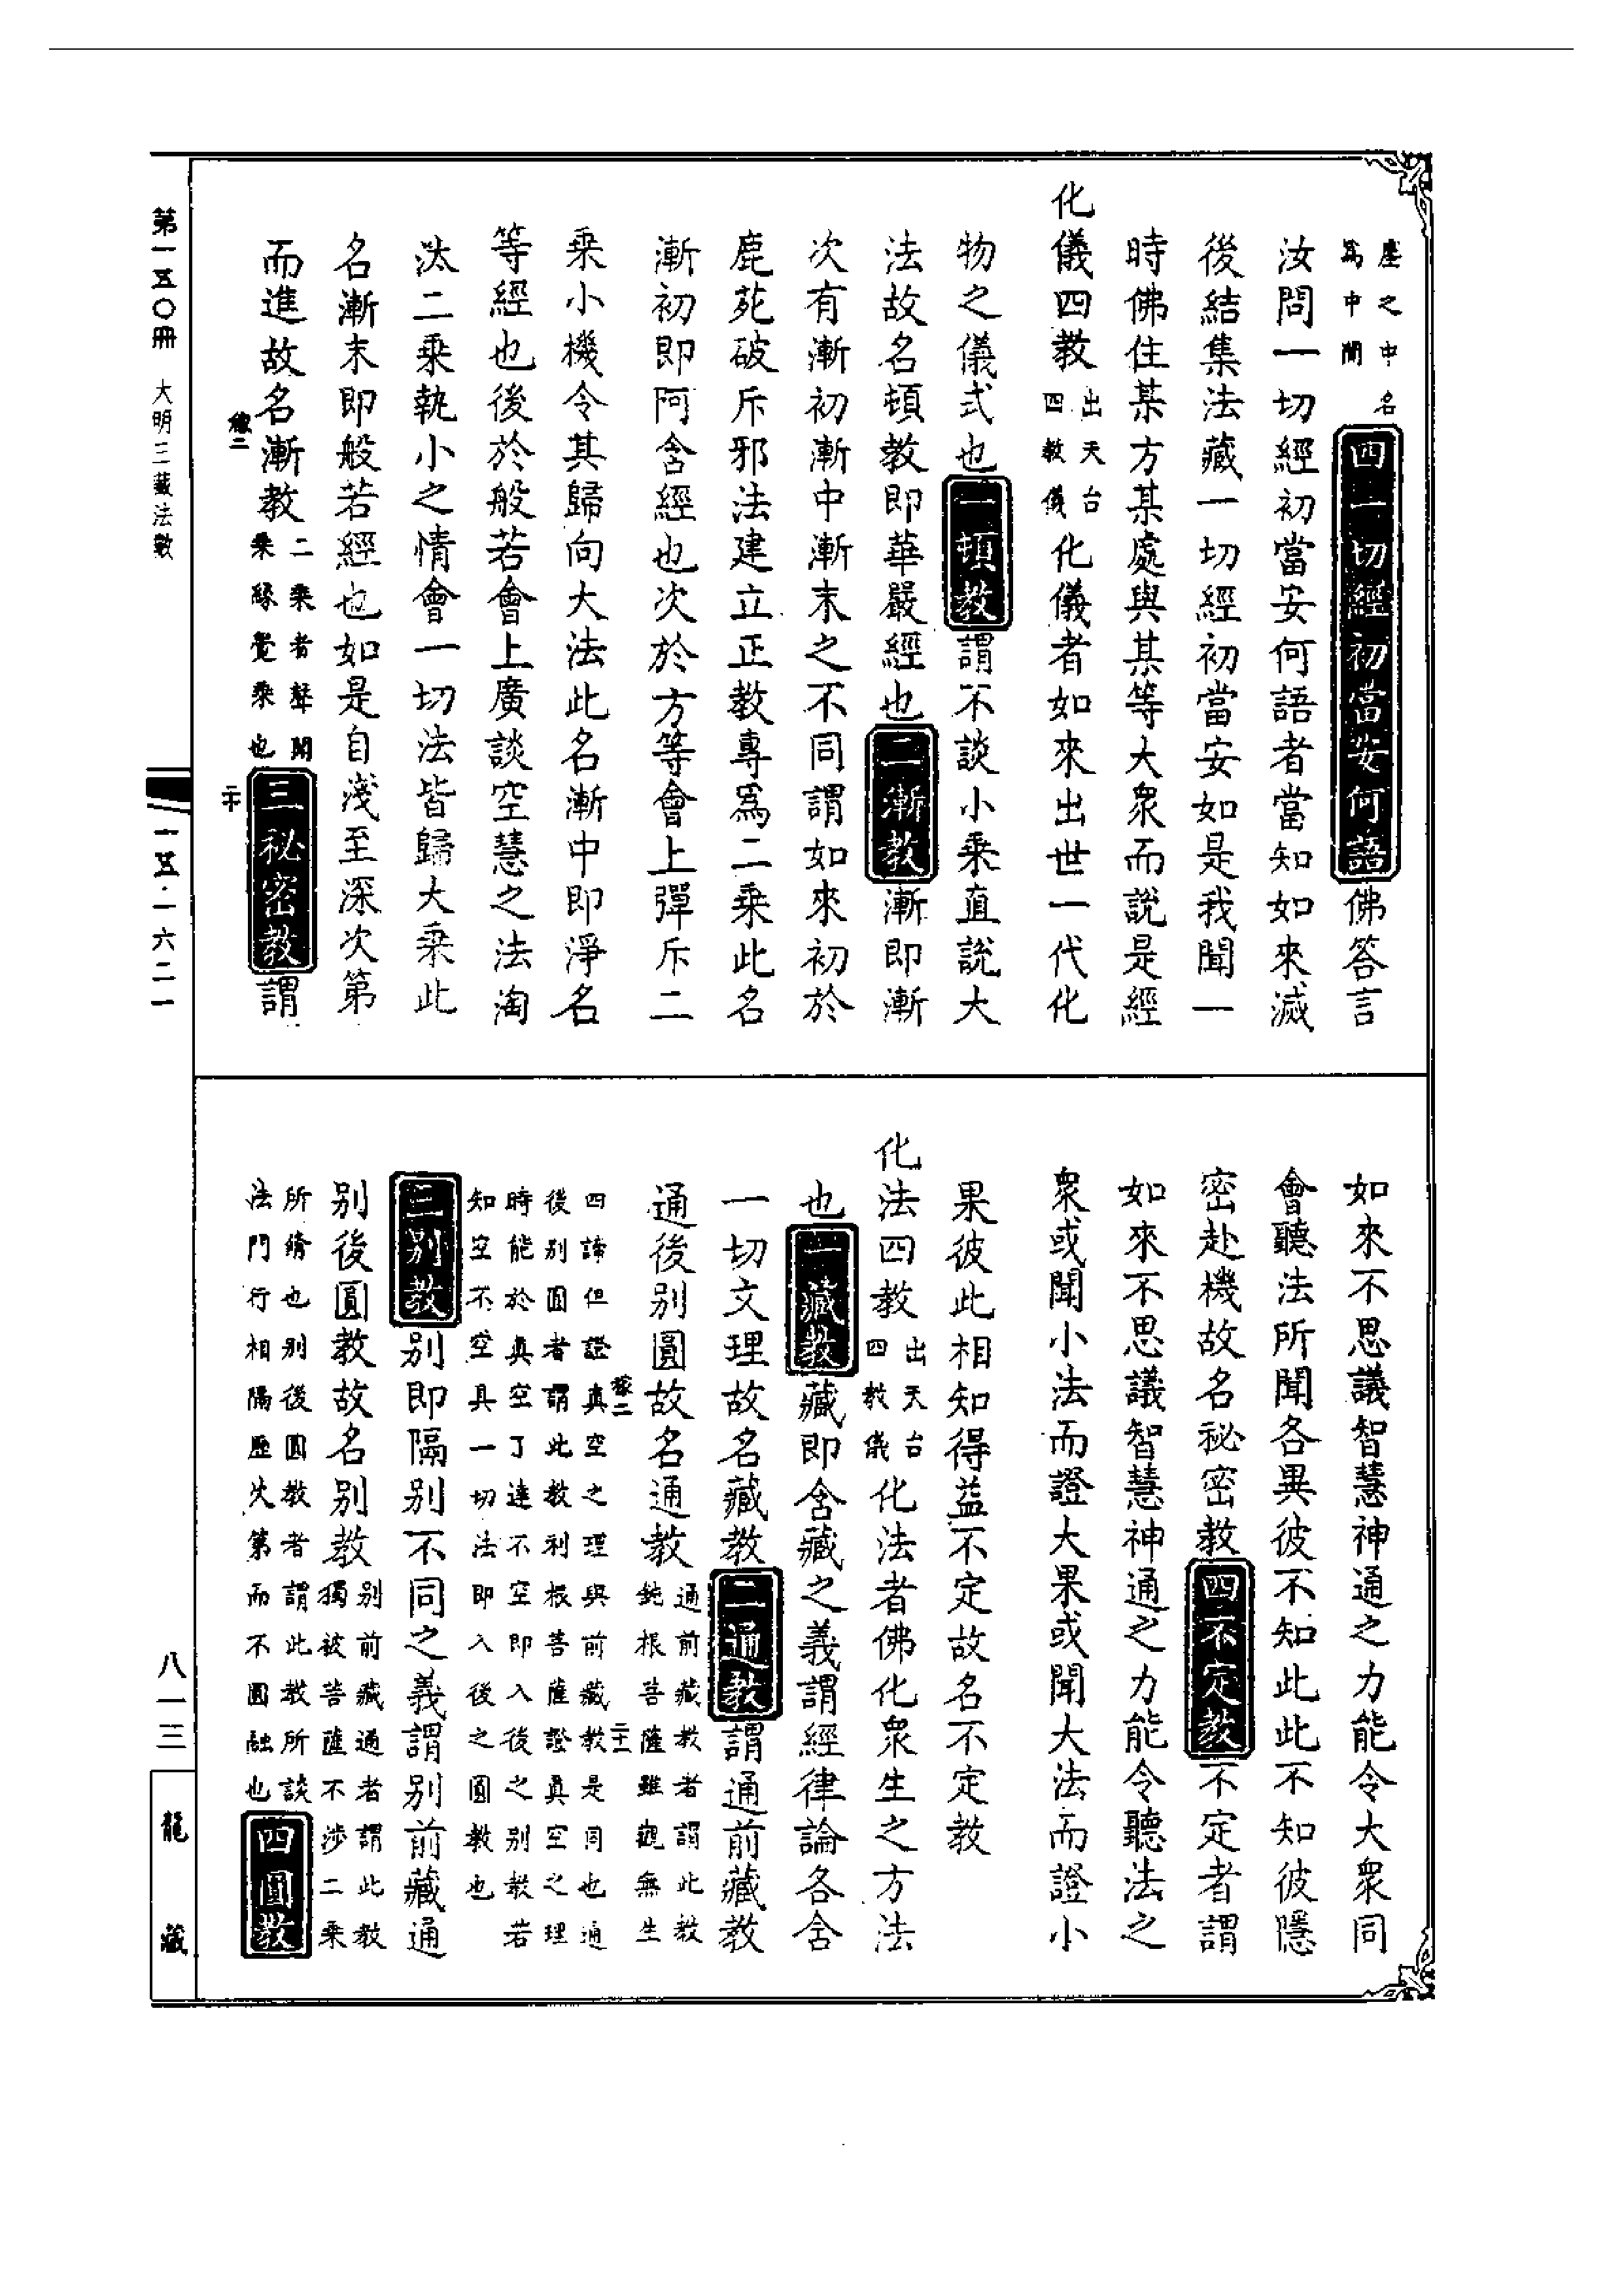 塵之中名
爲中間
四一切經初當安何語佛答言
汝問一切經初當安何語者當知如來滅
後結集法藏一切經初當安如是我聞一
時佛住某方某處與某等大衆而說是經
化儀四教出天台四教儀化儀者如來出世一代化
物之儀式也一頓教謂不談小乘直說大
法故名頓教即華嚴經也二漸教漸即漸
次有漸初漸中漸末之不同謂如來初於
鹿苑破斥邪法建立正教專爲二乘此名
漸初即阿含經也次於方等會上彈斥二
乘小機令其歸向大法此名漸中即淨名
等經也後於般若會上廣談空慧之法淘
汰二乘執小之情會一切法皆歸大乘此
名漸末即般若經也如是自淺至深次第
而進故名漸教二乘者聲聞乘緣覺乘也三秘密教謂
二十
第一五〇冊 大明三藏法數
一五·一六二一
如來不思議智慧神通之力能令大衆同
會聽法所聞各異彼不知此此不知彼隱
密赴機故名秘密教四不定教不定者謂
如來不思議智慧神通之力能令聽法之
衆或聞小法而證大果或聞大法而證小
果彼此相知得益不定故名不定教
化法四教出天台四教儀化法者佛化衆生之方法
也一藏教藏即含藏之義謂經律論各含
一切文理故名藏教二通教謂通前藏教
通後別圓故名通教通前藏教者謂此教鈍根菩薩雖觀無生
二十一
四諦但證真空之理與前藏教是同也通
後別圓者謂此教利根菩薩證真空之理
時能於真空了達不空即入後之別教若
知空不空具一切法即入後之圓教也
三別教別即隔別不同之義謂別前藏通
別後圓教故名別教別前藏通者謂此教獨被菩薩不涉二乘
所脩也別後圓教者謂此教所談
法門行相隔歷次第而不圓融也四圓教
八一三
龍藏